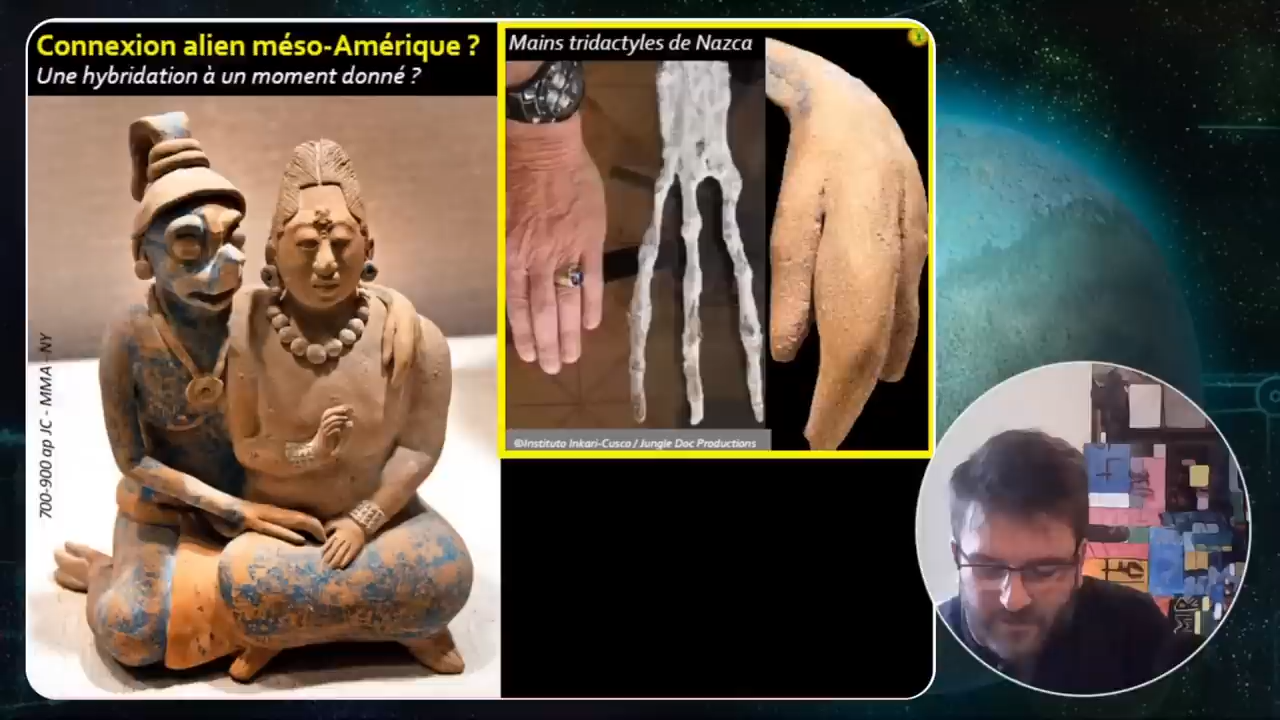 Connexion alien méso-Amérique ?
Une hybridation à un moment donné ?
700-900 ap JC - MMA - NY
Mains tridactyles de Nazca
©Instituto Inkari-Cusco / Jungle Doc Productions